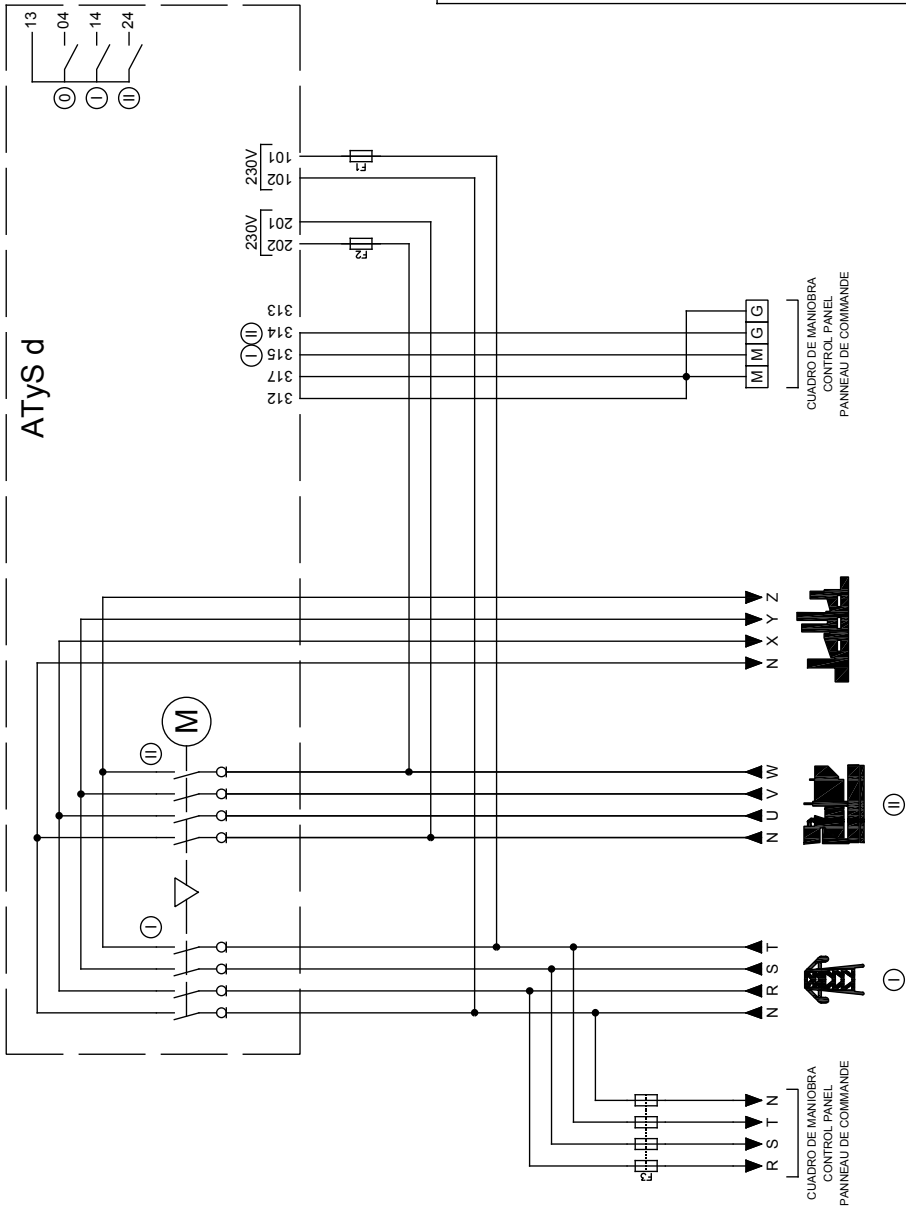 ATyS d
13
04
14
24
0
I
II
230V
101
102
230V
201
202
F1
F2
313
314
315
317
312
II
I
M M G G
CUADRO DE MANIOBRA
CONTROL PANEL
PANNEAU DE COMMANDE
M
I
II
R S T N
F3
CUADRO DE MANIOBRA
CONTROL PANEL
PANNEAU DE COMMANDE
N R S T
I
N U V W
II
N X Y Z